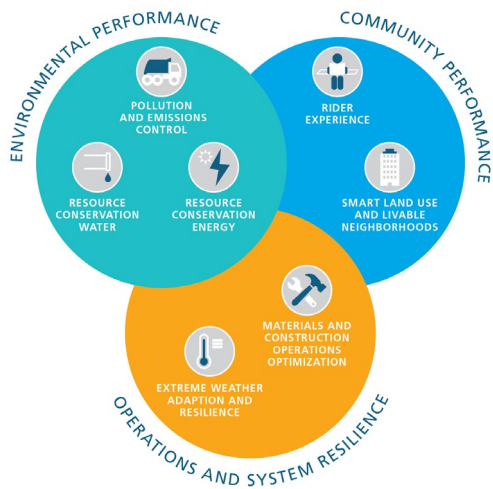 ENVIRONMENTAL PERFORMANCE
COMMUNITY PERFORMANCE
POLLUTION
AND EMISSIONS
CONTROL
RIDER
EXPERIENCE
RESOURCE
CONSERVATION
WATER
RESOURCE
CONSERVATION
ENERGY
SMART LAND USE
AND LIVABLE
NEIGHBORHOODS
MATERIALS AND
CONSTRUCTION
OPERATIONS
OPTIMIZATION
EXTREME WEATHER
ADAPTION AND
RESILIENCE
OPERATIONS AND SYSTEM RESILIENCE